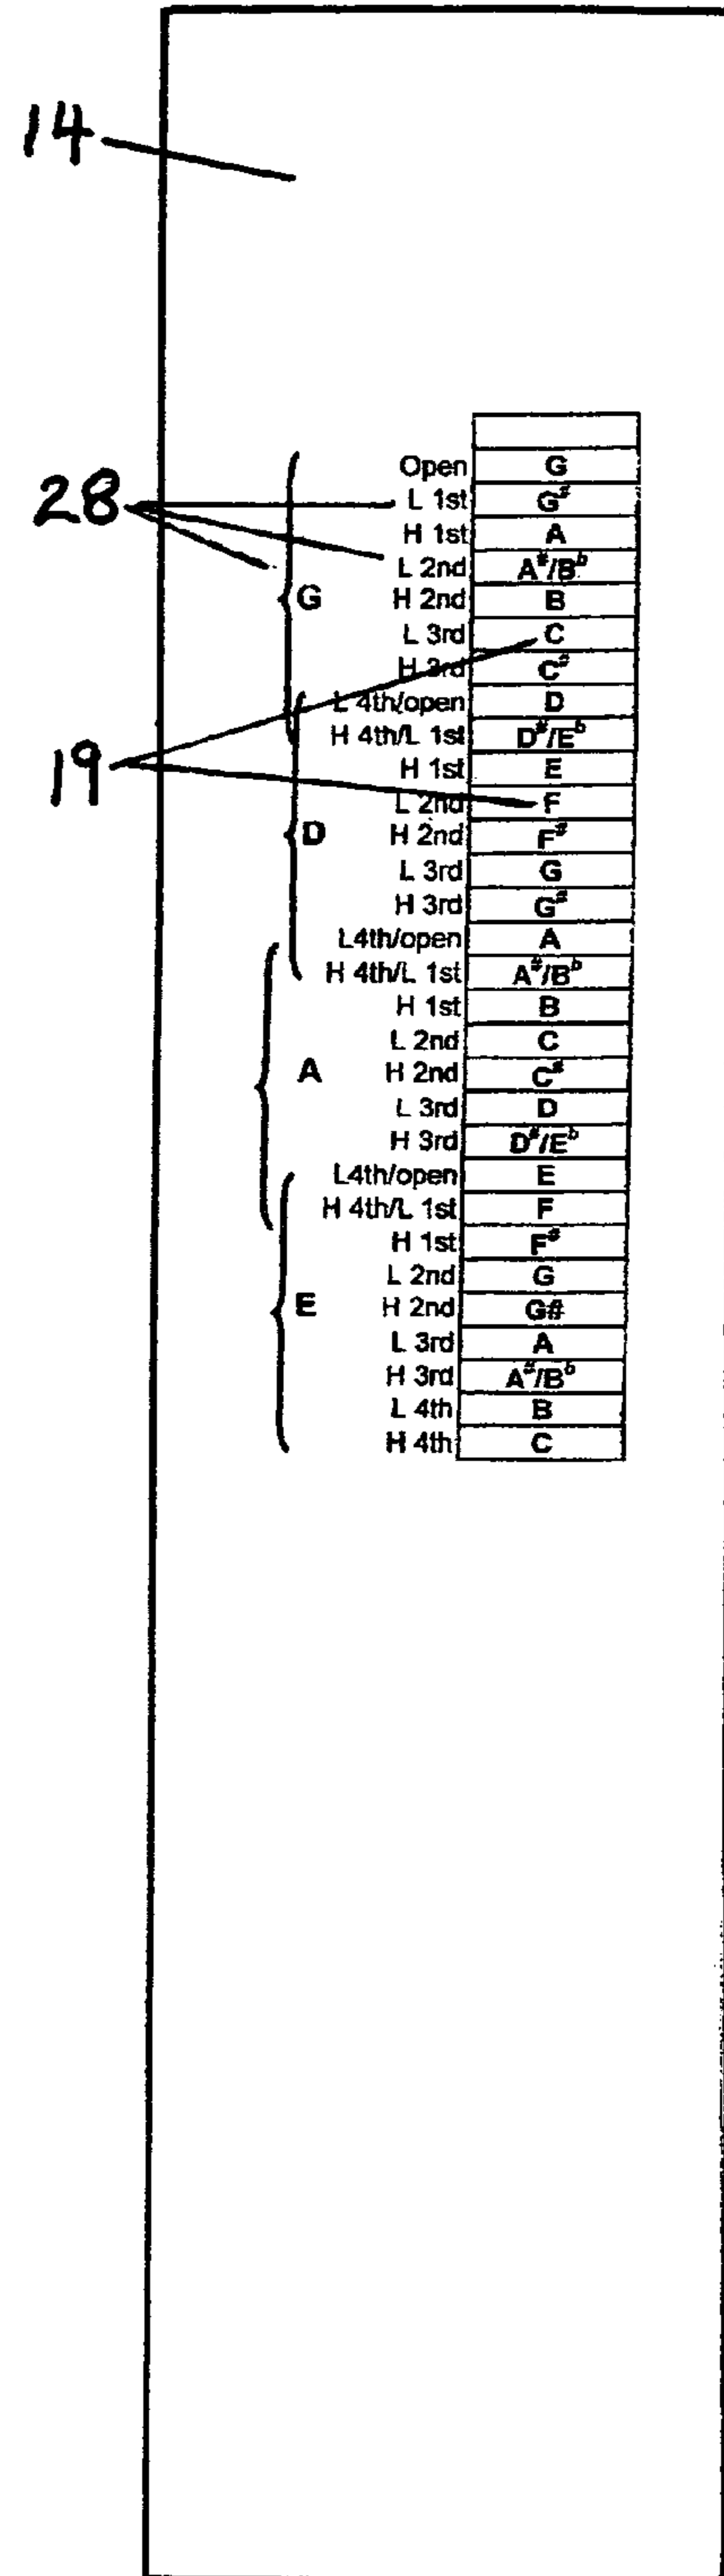 14
Open G
28 L 1st G#
H 1st A
L 2nd A#/Bb
G H 2nd B
L 3rd C
H 3rd C#
L 4th/open D
19 H 4th/L 1st D#/Eb
H 1st E
L 2nd F
D H 2nd F#
L 3rd G
H 3rd G#
L4th/open A
H 4th/L 1st A#/Bb
H 1st B
L 2nd C
A H 2nd C#
L 3rd D
H 3rd D#/Eb
L4th/open E
H 4th/L 1st F
H 1st F#
L 2nd G
E H 2nd G#
L 3rd A
H 3rd A#/Bb
L 4th B
H 4th C